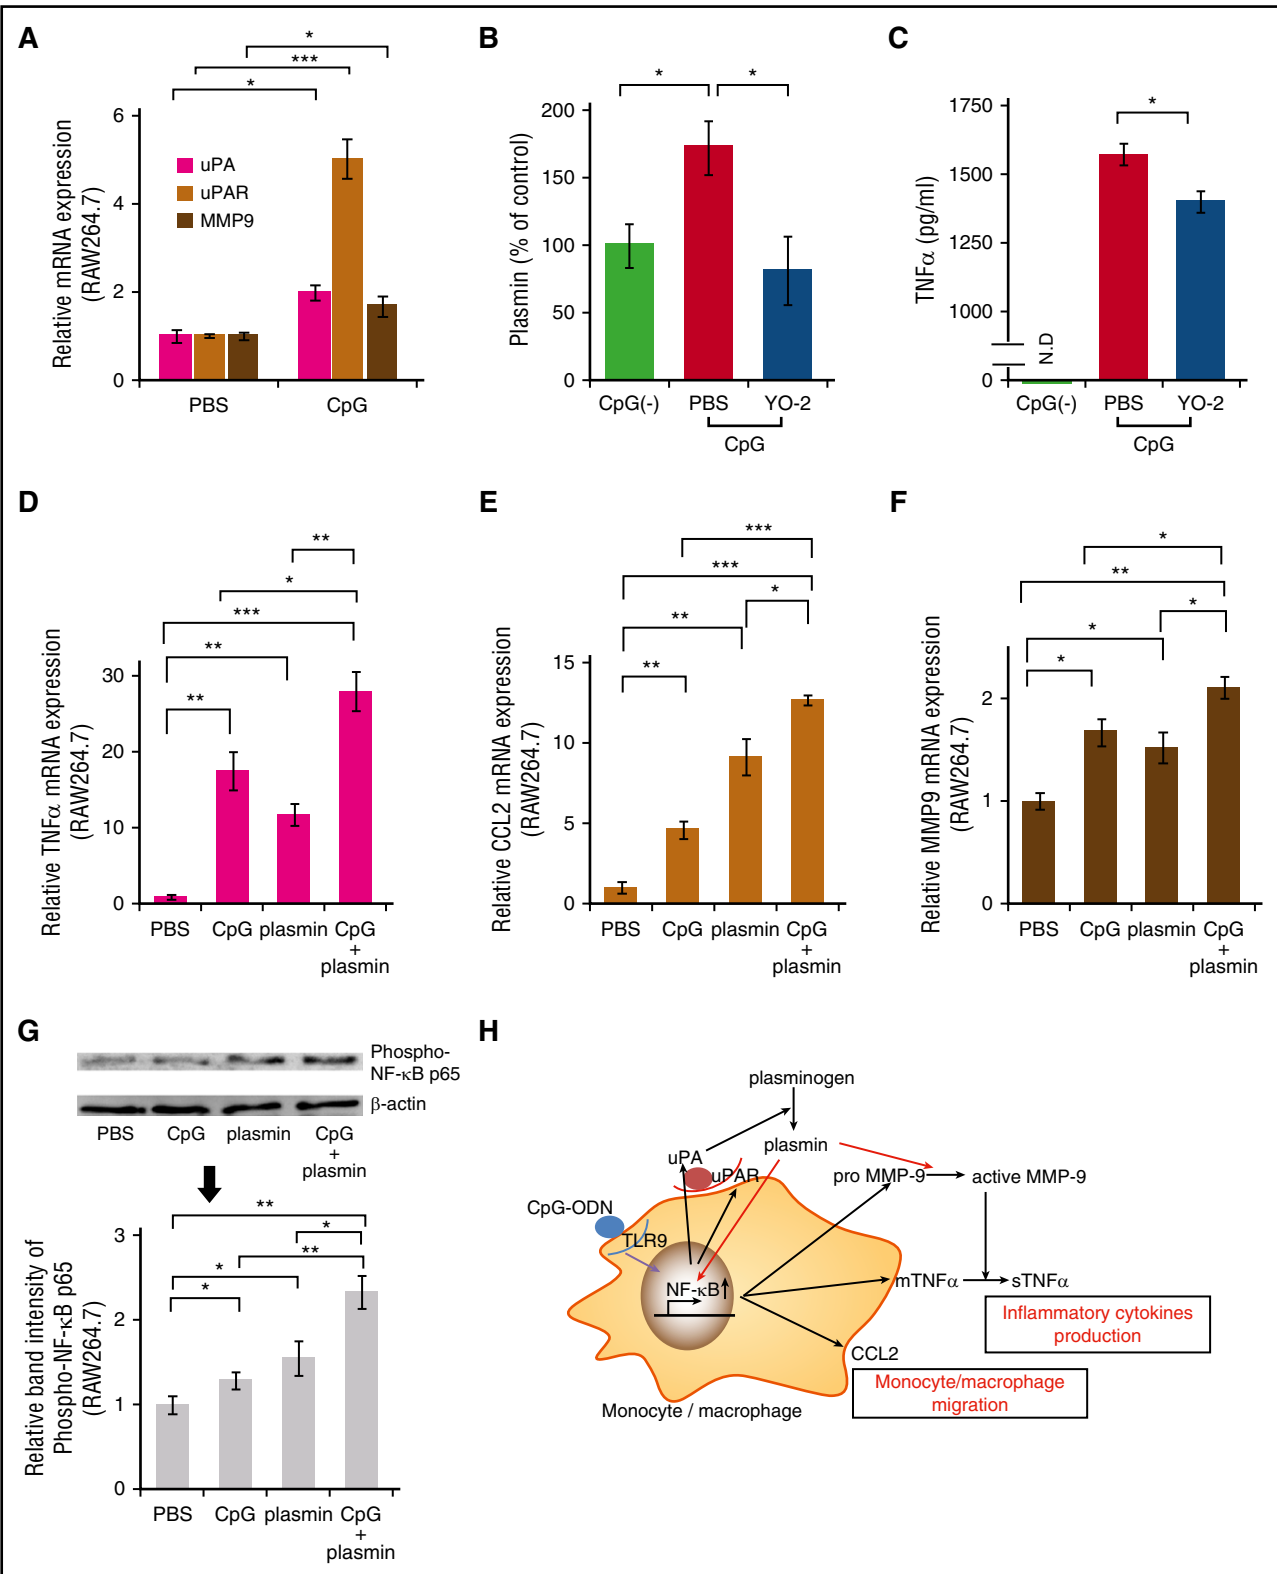 A
*
***
*
Relative mRNA expression
(RAW264.7)
6
4
2
0
uPA
uPAR
MMP9
PBS
CpG
B
*
*
Plasmin (% of control)
200
150
100
50
0
CpG(-)
PBS
YO-2
CpG
C
*
TNFα (pg/ml)
1750
1500
1250
1000
0
N.D
CpG(-)
PBS
YO-2
CpG
D
**
*
***
**
**
Relative TNFα mRNA expression
(RAW264.7)
30
20
10
0
PBS
CpG
plasmin
CpG
+
plasmin
E
***
***
*
**
**
Relative CCL2 mRNA expression
(RAW264.7)
15
10
5
0
PBS
CpG
plasmin
CpG
+
plasmin
F
*
**
*
*
*
Relative MMP9 mRNA expression
(RAW264.7)
2
1
0
PBS
CpG
plasmin
CpG
+
plasmin
G
Phospho-
NF-κB p65
β-actin
PBS
CpG
plasmin
CpG
+
plasmin
**
*
**
*
*
Relative band intensity of
Phospho-NF-κB p65
(RAW264.7)
3
2
1
0
PBS
CpG
plasmin
CpG
+
plasmin
H
plasminogen
plasmin
uPA
uPAR
pro MMP-9
active MMP-9
CpG-ODN
TLR9
NF-κB
mTNFα
sTNFα
Inflammatory cytokines
production
CCL2
Monocyte/macrophage
migration
Monocyte / macrophage